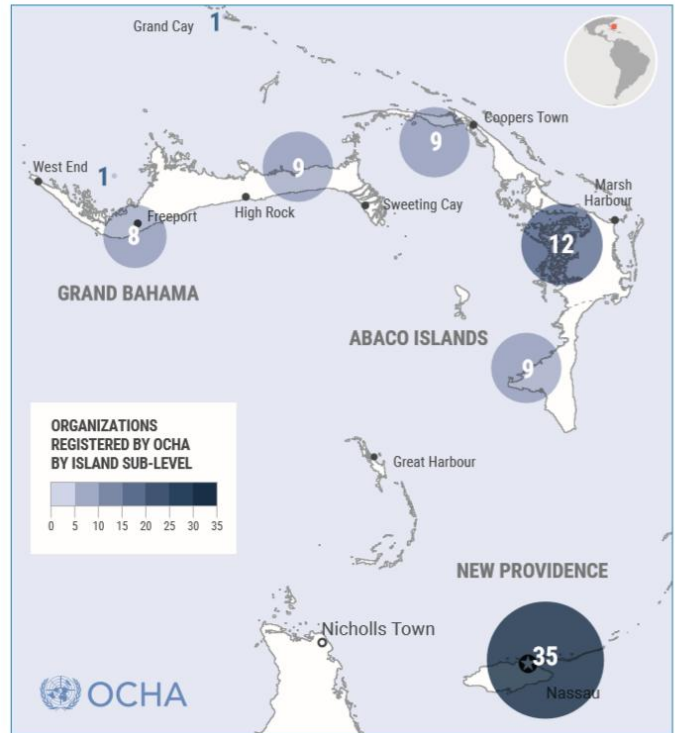 Grand Cay
1
Coopers Town
9
9
West End
1
Marsh
Harbour
High Rock
Sweeting Cay
Freeport
8
12
GRAND BAHAMA
ABACO ISLANDS
9
ORGANIZATIONS
REGISTERED BY OCHA
BY ISLAND SUB-LEVEL
0 5 10 15 20 25 30 35
Great Harbour
NEW PROVIDENCE
Nicholls Town
35
Nassau
OCHA